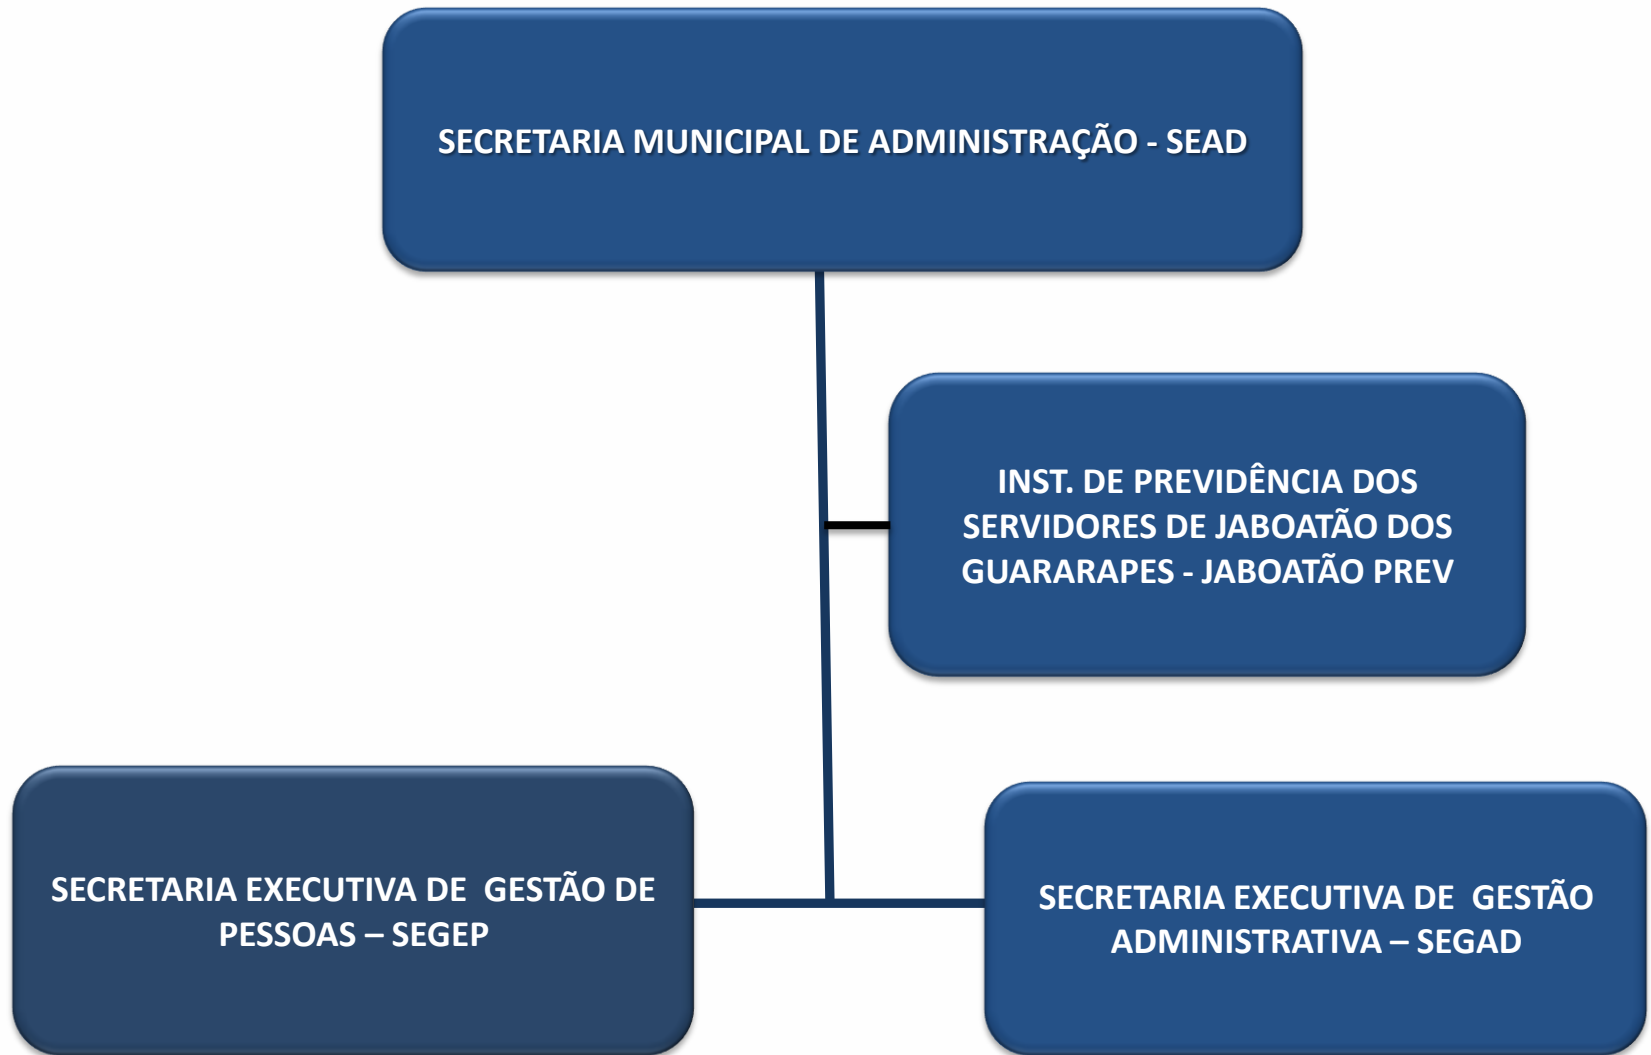 SECRETARIA MUNICIPAL DE ADMINISTRAÇÃO - SEAD
INST. DE PREVIDÊNCIA DOS
SERVIDORES DE JABOATÃO DOS
GUARARAPES - JABOATÃO PREV
SECRETARIA EXECUTIVA DE  GESTÃO DE
PESSOAS – SEGEP
SECRETARIA EXECUTIVA DE  GESTÃO
ADMINISTRATIVA – SEGAD